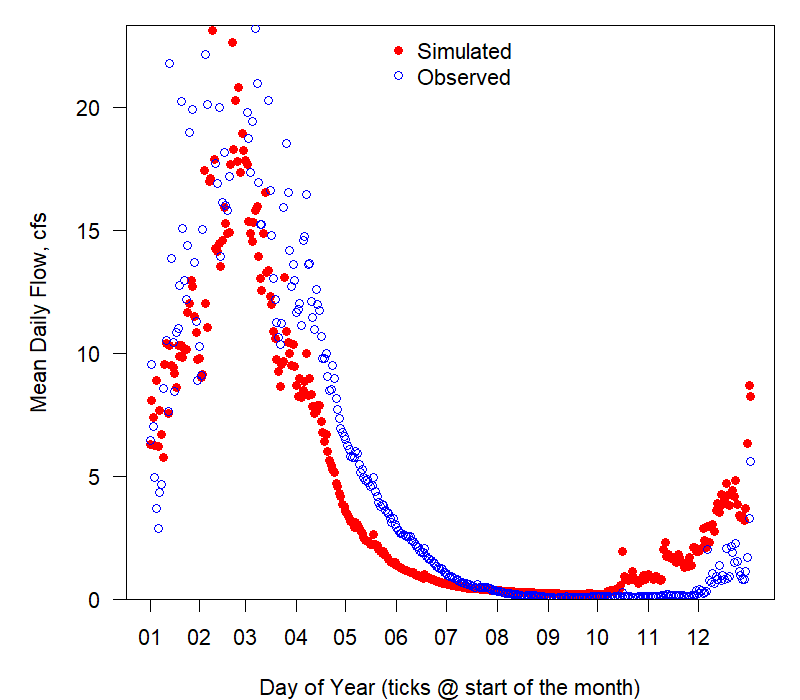 Simulated
Observed
Mean Daily Flow, cfs
20
15
10
5
0
01 02 03 04 05 06 07 08 09 10 11 12
Day of Year (ticks @ start of the month)